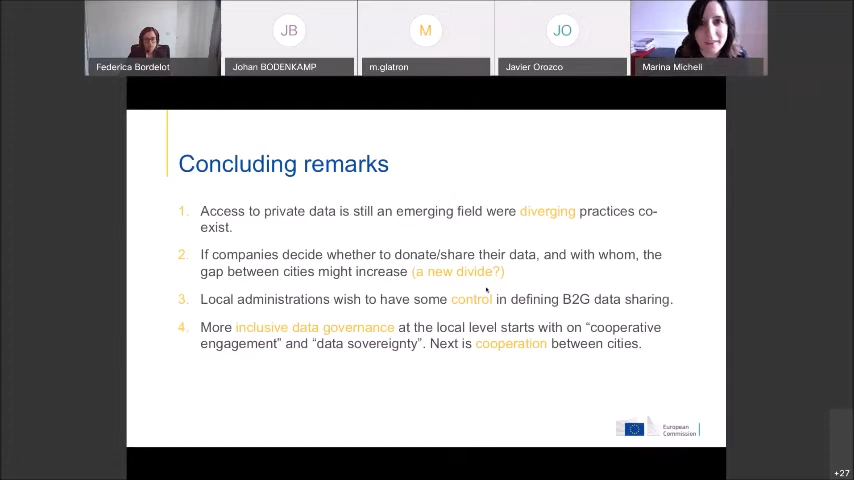 JB
M
JO
Federica Bordelot
Johan BODENKAMP
m.glatron
Javier Orozco
Marina Micheli
Concluding remarks
1. Access to private data is still an emerging field were diverging practices co-
exist.
2. If companies decide whether to donate/share their data, and with whom, the
gap between cities might increase (a new divide?)
3. Local administrations wish to have some control in defining B2G data sharing.
4. More inclusive data governance at the local level starts with on “cooperative
engagement” and “data sovereignty”. Next is cooperation between cities.
European
Commission
+27